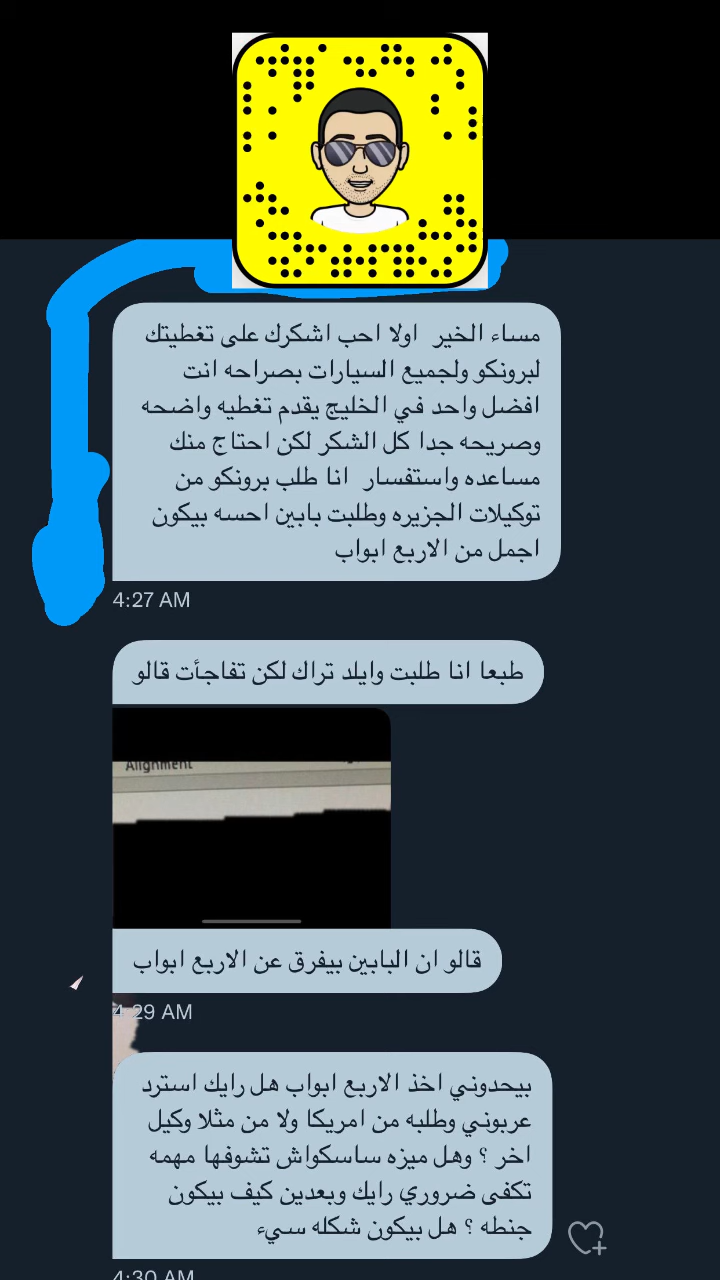 مساء الخير  اولا احب اشكرك على تغطيتك
لبرونكو ولجميع السيارات بصراحه انت
افضل واحد في الخليج يقدم تغطيه واضحه
وصريحه جدا كل الشكر لكن احتاج منك
مساعده واستفسار  انا طلب برونكو من
توكيلات الجزيره وطلبت بابين احسه بيكون
اجمل من الاربع ابواب
4:27 AM
طبعا انا طلبت وايلد تراك لكن تفاجأت قالو
Alignment
قالو ان البابين بيفرق عن الاربع ابواب
4:29 AM
بيحدوني اخذ الاربع ابواب هل رايك استرد
عربوني وطلبه من امريكا ولا من مثلا وكيل
اخر ؟ وهل ميزه ساسكواش تشوفها مهمه
تكفى ضروري رايك وبعدين كيف بيكون
جنطه ؟ هل بيكون شكله سيء
4:30 AM